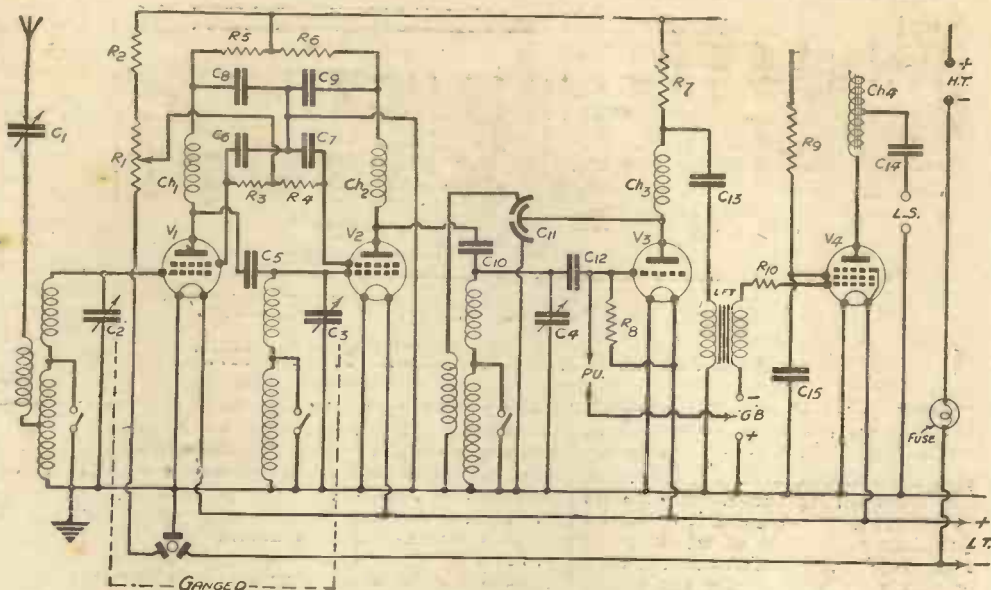 R2
R5
R6
C8
C9
R7
+
H.T.
-
C1
R1
C6
C7
Ch4
R9
C14
Ch1
R3
R4
Ch2
C11
Ch3
C13
L.S.
V1
C5
V2
C10
V3
V4
C12
R10
L.F.T
C2
C3
C4
R8
P.U.
-
G B
+
C15
Fuse
+
L.T.
-
GANGED